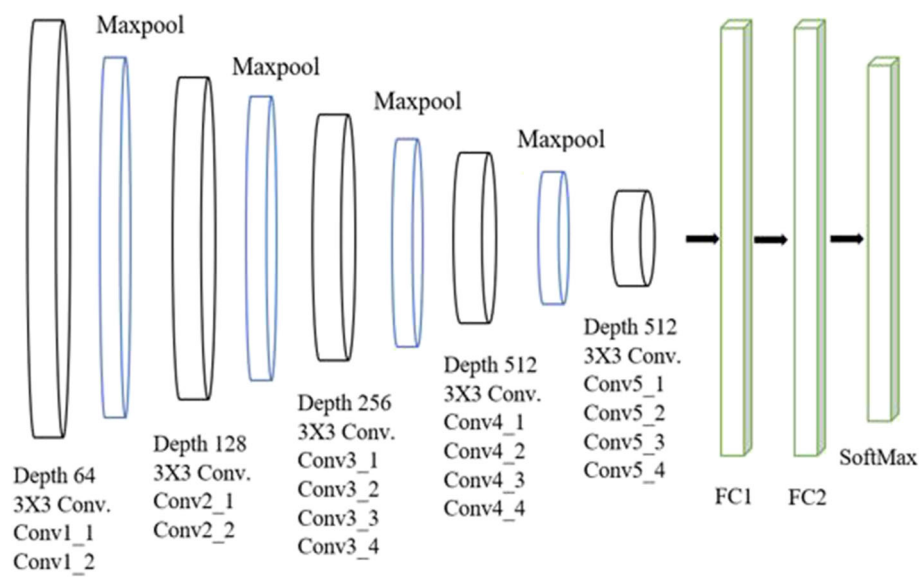 Maxpool
Maxpool
Maxpool
Maxpool
Depth 64
3X3 Conv.
Conv1_1
Conv1_2
Depth 128
3X3 Conv.
Conv2_1
Conv2_2
Depth 256
3X3 Conv.
Conv3_1
Conv3_2
Conv3_3
Conv3_4
Depth 512
3X3 Conv.
Conv4_1
Conv4_2
Conv4_3
Conv4_4
Depth 512
3X3 Conv.
Conv5_1
Conv5_2
Conv5_3
Conv5_4
FC1
FC2
SoftMax